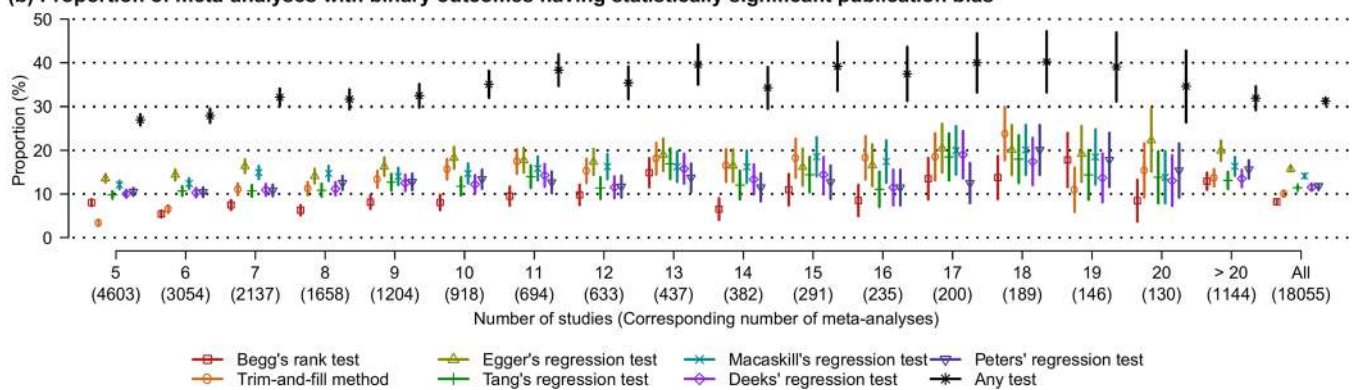 (b) Proportion of meta-analyses with binary outcomes having statistically significant publication bias
50
40
30
20
10
0
Proportion (%)
5 6 7 8 9 10 11 12 13 14 15 16 17 18 19 20 > 20 All
(4603) (3054) (2137) (1658) (1204) (918) (694) (633) (437) (382) (291) (235) (200) (189) (146) (130) (1144) (18055)
Number of studies (Corresponding number of meta-analyses)
Begg's rank test Egger's regression test Macaskill's regression test Peters' regression test
Trim-and-fill method Tang's regression test Deeks' regression test Any test